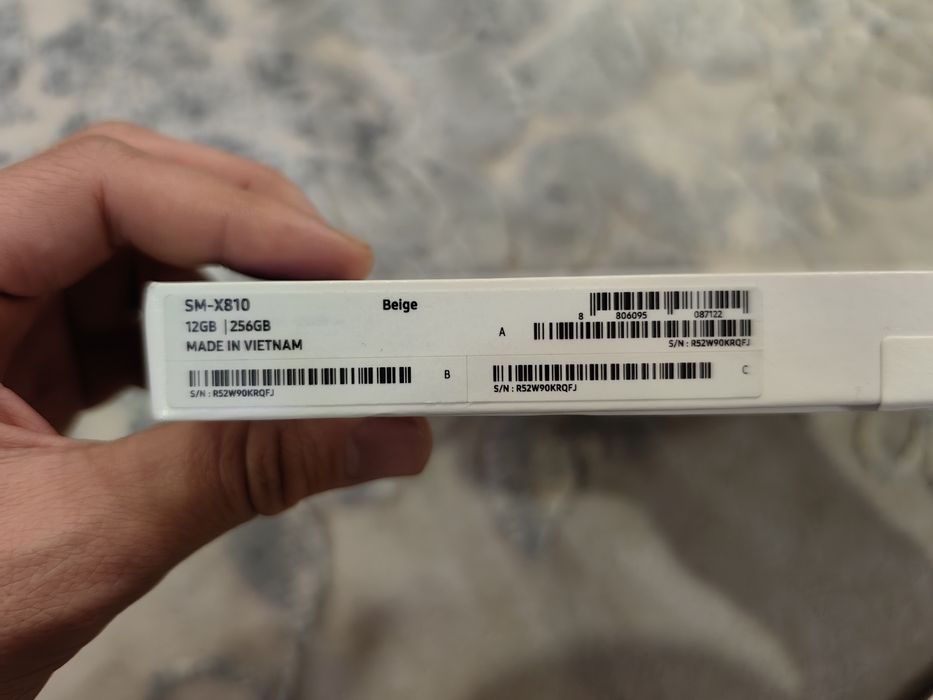 SM-X810
Beige
12GB | 256GB
MADE IN VIETNAM
8 806095 087122
A
S/N : R52W90KRQFJ
B
S/N : R52W90KRQFJ
C
S/N : R52W90KRQFJ